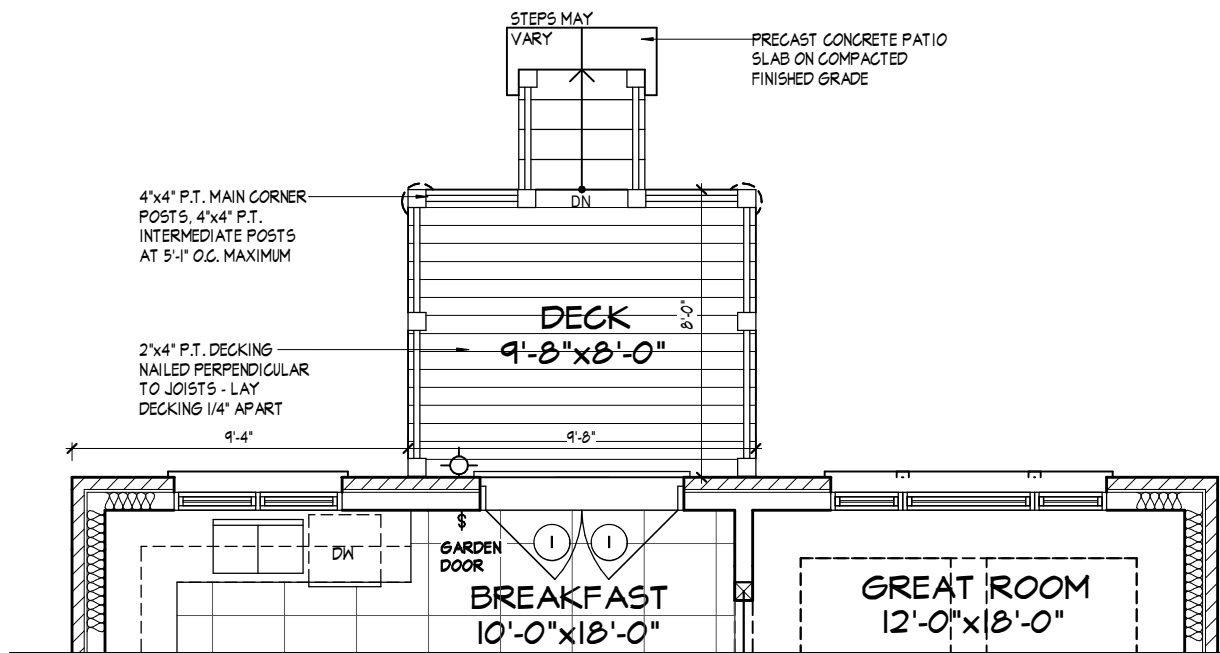 STEPS MAY
VARY
PRECAST CONCRETE PATIO
SLAB ON COMPACTED
FINISHED GRADE
4"x4" P.T. MAIN CORNER
POSTS, 4"x4" P.T.
INTERMEDIATE POSTS
AT 5'-1" O.C. MAXIMUM
DN
DECK
9'-8"x8'-0"
8'-0"
2"x4" P.T. DECKING
NAILED PERPENDICULAR
TO JOISTS - LAY
DECKING 1/4" APART
9'-4"
9'-8"
$
GARDEN
DOOR
DW
1
1
BREAKFAST
10'-0"x18'-0"
GREAT ROOM
12'-0"x18'-0"